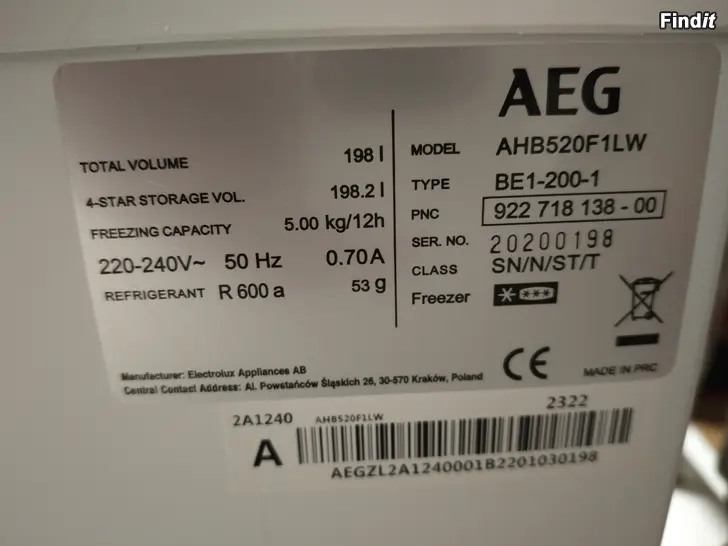 Findit
AEG
TOTAL VOLUME 198 l
4-STAR STORAGE VOL. 198.2 l
FREEZING CAPACITY 5.00 kg/12h
220-240V~ 50 Hz 0.70A
REFRIGERANT R 600 a 53 g
MODEL AHB520F1LW
TYPE BE1-200-1
PNC 922 718 138 - 00
SER. NO. 20200198
CLASS SN/N/ST/T
Freezer
Manufacturer: Electrolux Appliances AB
Central Contact Address: Al. Powstańców Śląskich 26, 30-570 Kraków, Poland
CE
MADE IN PRC
2A1240 AHB520F1LW 2322
A
AEGZL2A1240001B2201030198